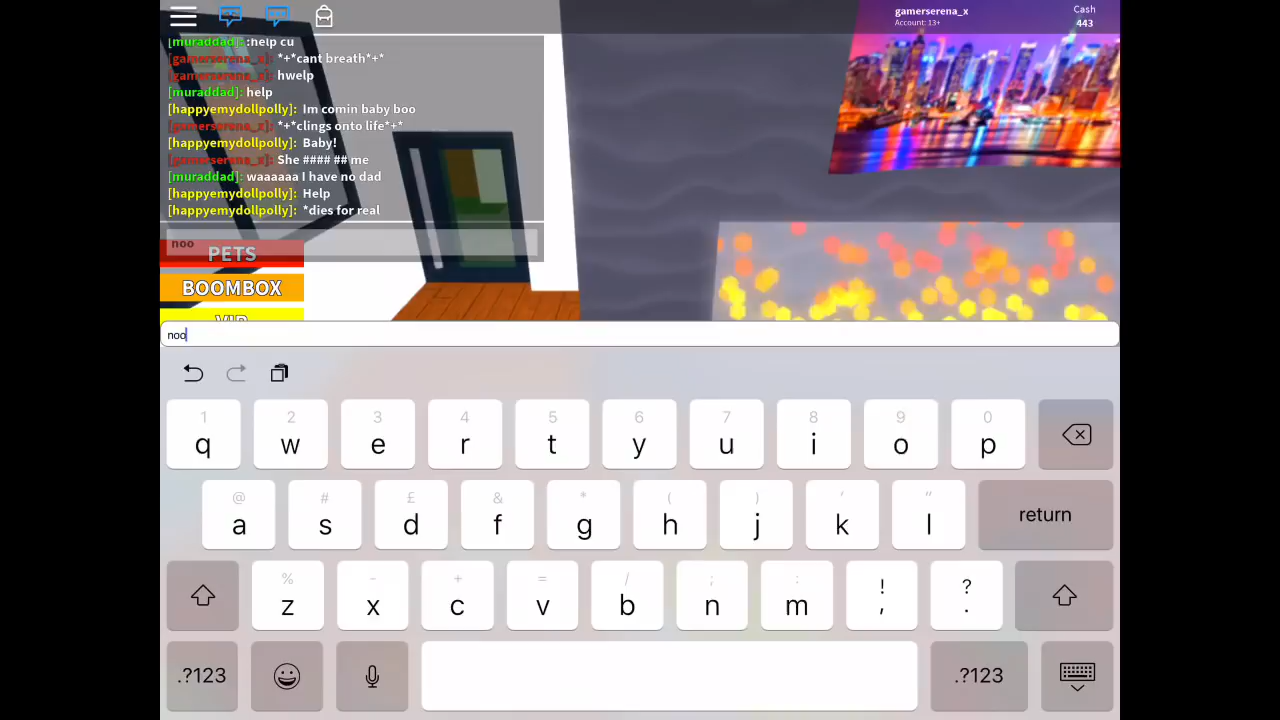 gamerserena_x
Account: 13+
Cash
443
[muraddad]: :help cu
[gamerserena_x]: *+*cant breath*+*
[gamerserena_x]: hwelp
[muraddad]: help
[happyemydollpolly]: Im comin baby boo
[gamerserena_x]: *+*clings onto life*+*
[happyemydollpolly]: Baby!
[gamerserena_x]: She #### ## me
[muraddad]: waaaaaa I have no dad
[happyemydollpolly]: Help
[happyemydollpolly]: *dies for real
noo
PETS
BOOMBOX
VIP
noo
1 2 3 4 5 6 7 8 9 0
q w e r t y u i o p
@ # £ & * ( ) ' "
a s d f g h j k l return
% - + = / ; : ! ?
z x c v b n m , .
.?123 .?123